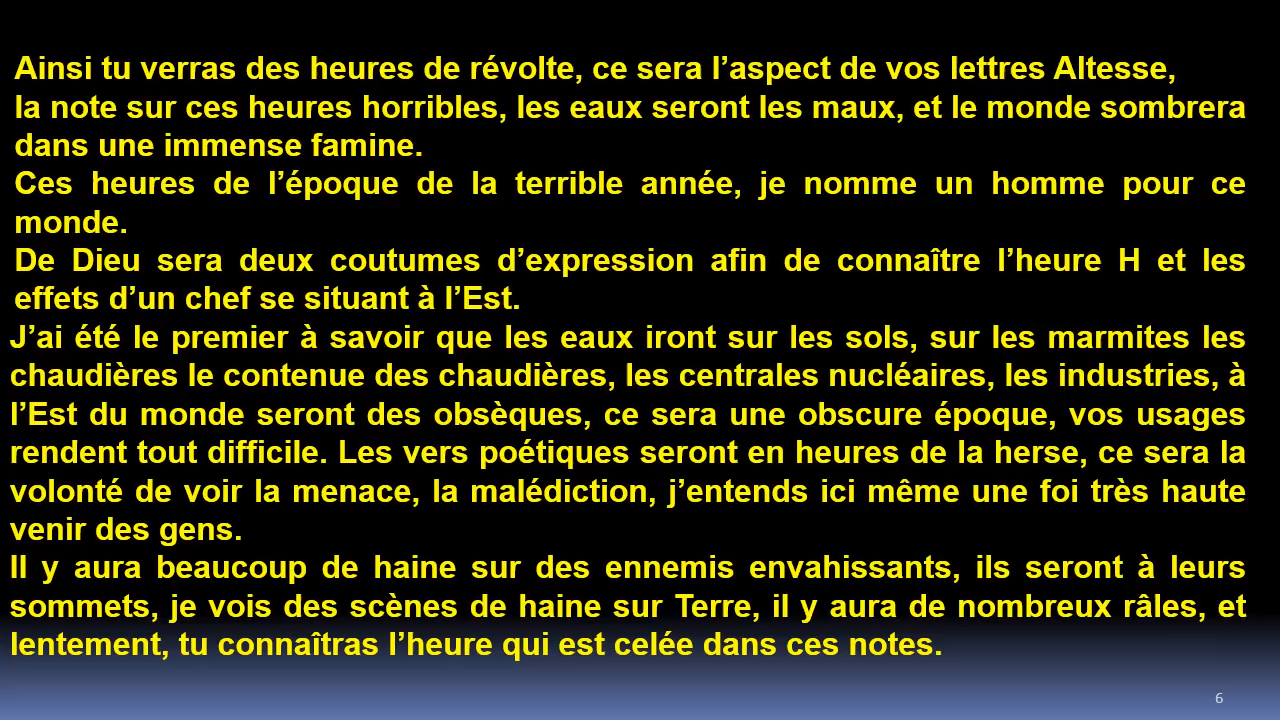 Ainsi tu verras des heures de révolte, ce sera l’aspect de vos lettres Altesse,
la note sur ces heures horribles, les eaux seront les maux, et le monde sombrera
dans une immense famine.
Ces heures de l’époque de la terrible année, je nomme un homme pour ce
monde.
De Dieu sera deux coutumes d’expression afin de connaître l’heure H et les
effets d’un chef se situant à l’Est.
J’ai été le premier à savoir que les eaux iront sur les sols, sur les marmites les
chaudières le contenue des chaudières, les centrales nucléaires, les industries, à
l’Est du monde seront des obsèques, ce sera une obscure époque, vos usages
rendent tout difficile. Les vers poétiques seront en heures de la herse, ce sera la
volonté de voir la menace, la malédiction, j’entends ici même une foi très haute
venir des gens.
Il y aura beaucoup de haine sur des ennemis envahissants, ils seront à leurs
sommets, je vois des scènes de haine sur Terre, il y aura de nombreux râles, et
lentement, tu connaîtras l’heure qui est celée dans ces notes.
6